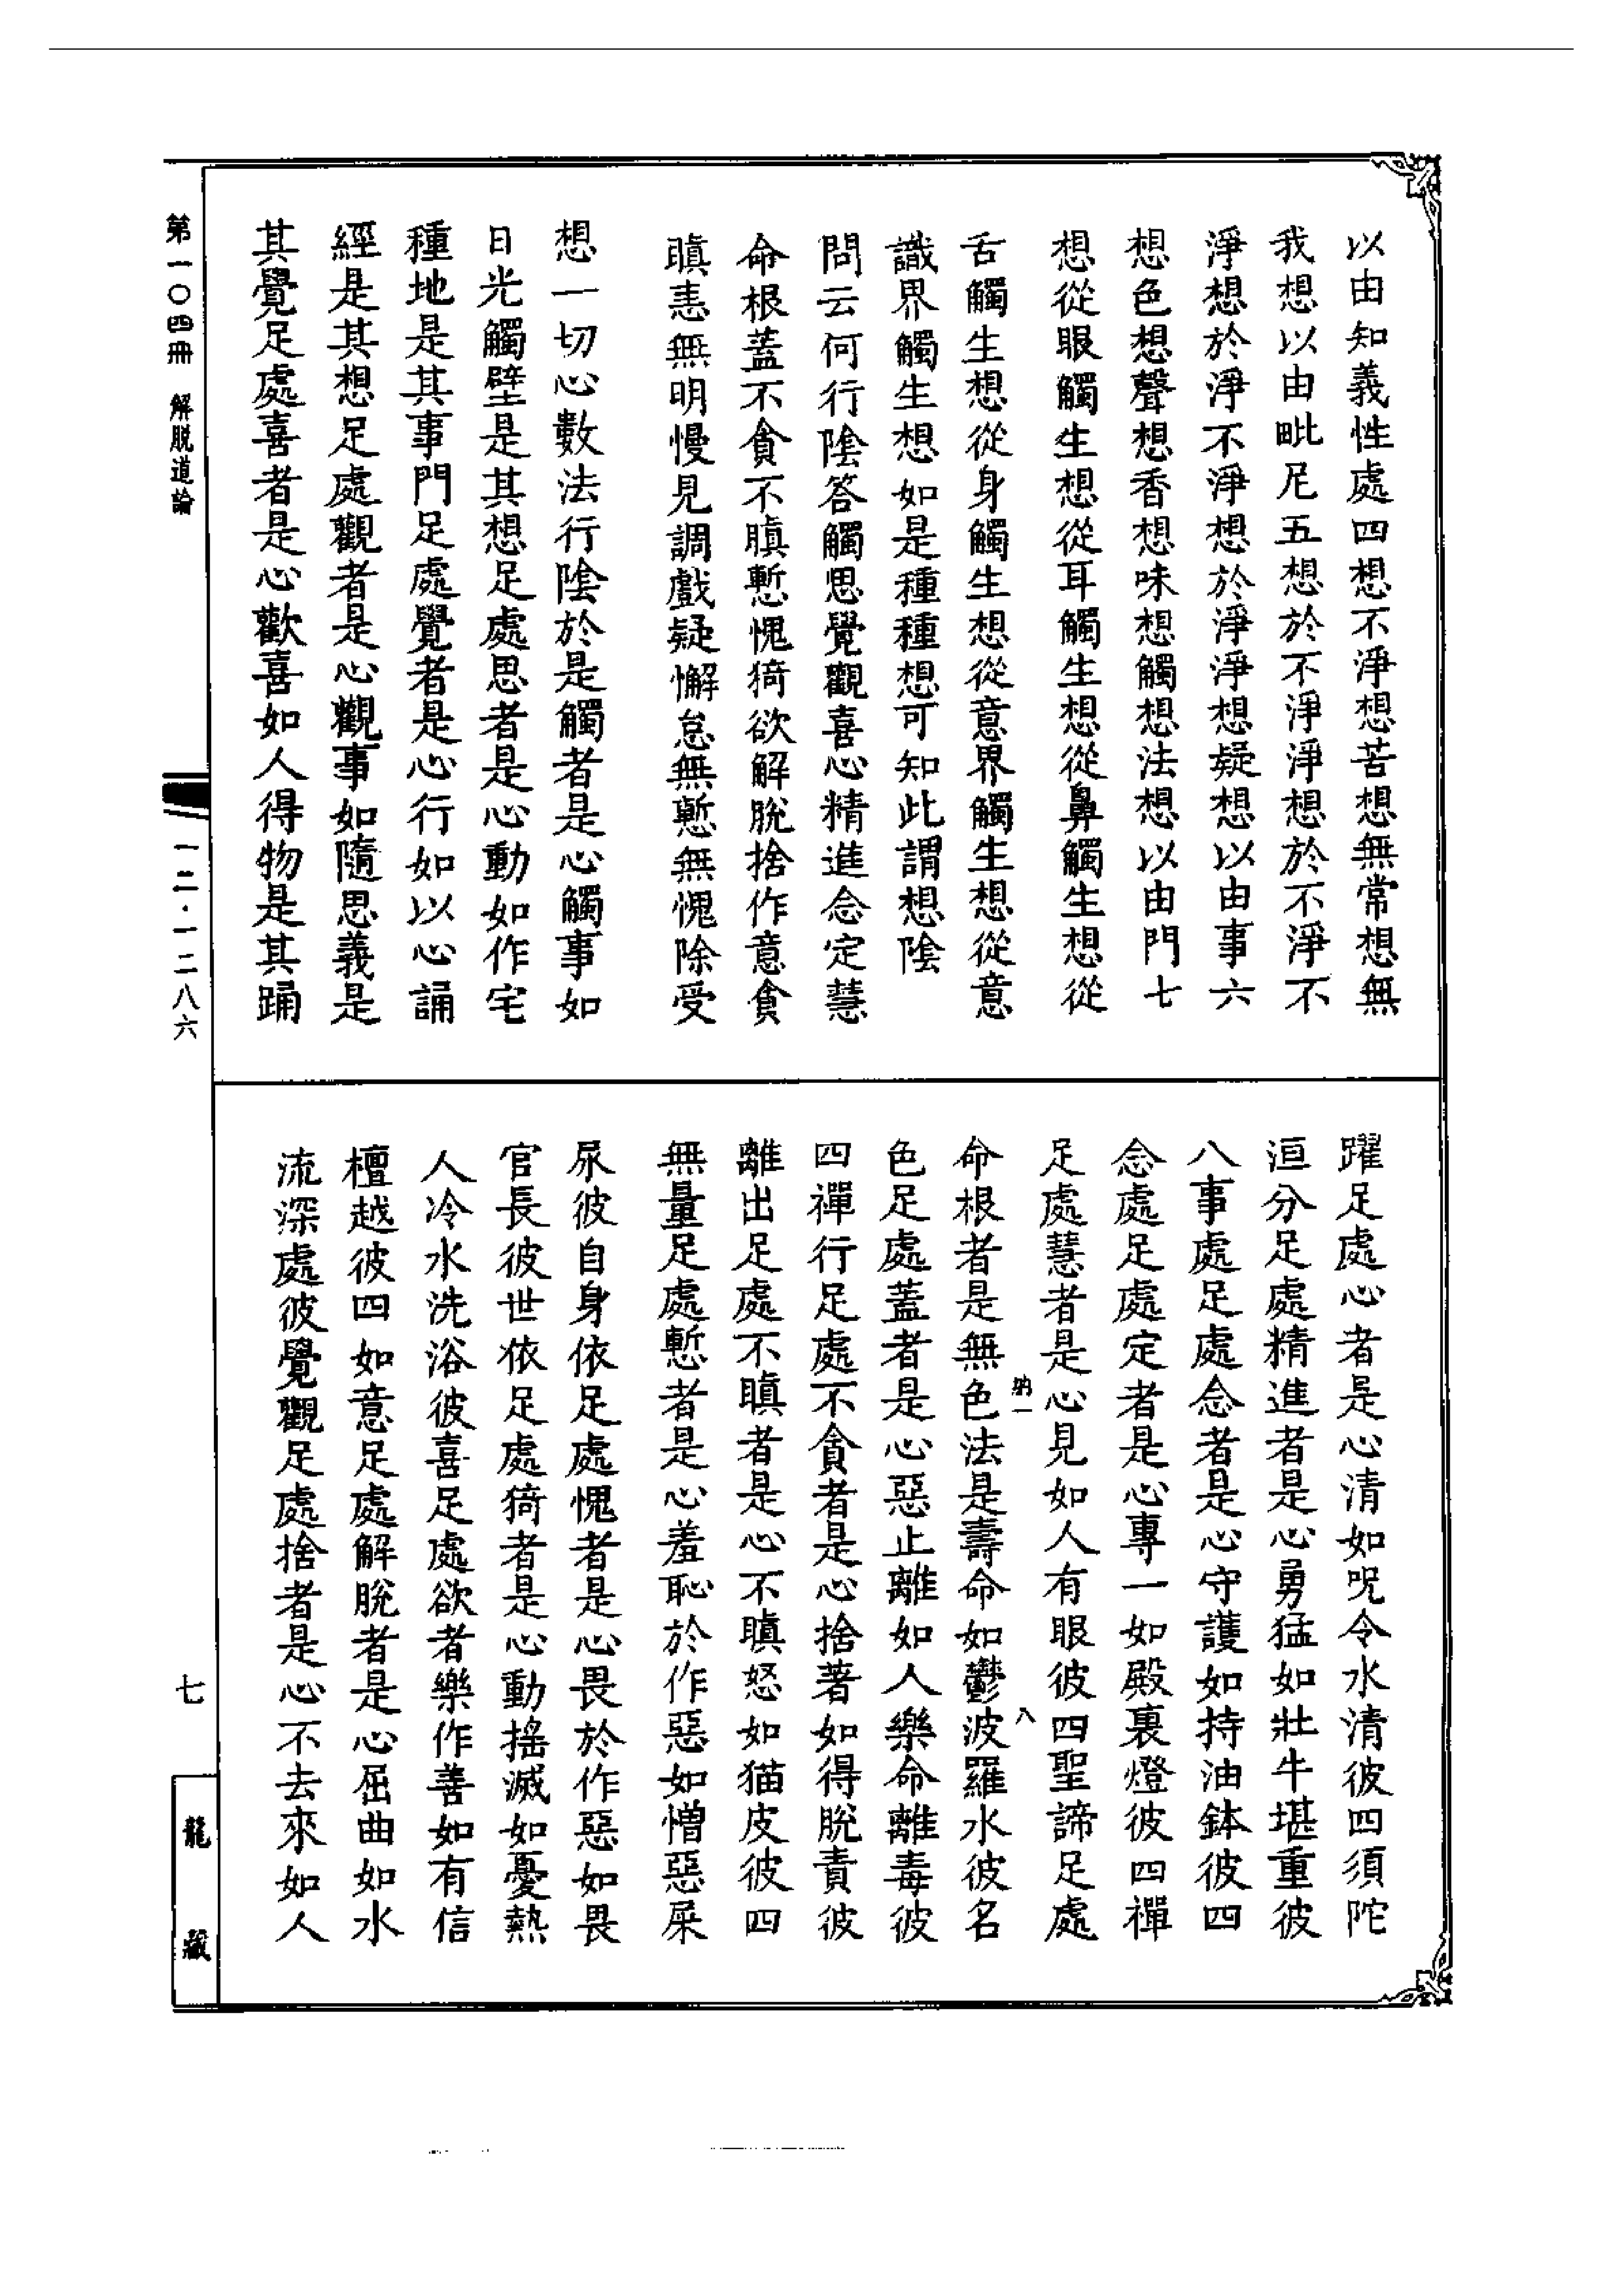 以由知義性處四想不淨想苦想無常想無
我想以由毗尼五想於不淨淨想於不淨不
淨想於淨不淨想於淨淨想疑想以由事六
想色想聲想香想味想觸想法想以由門七
想從眼觸生想從耳觸生想從鼻觸生想從
舌觸生想從身觸生想從意界觸生想從意
識界觸生想如是種種想可知此謂想陰
問云何行陰答觸思覺觀喜心精進念定慧
命根蓋不貪不瞋慙愧猗欲解脫捨作意貪
瞋恚無明慢見調戲疑懈怠無慙無愧除受
想一切心數法行陰於是觸者是心觸事如
日光觸壁是其想足處思者是心動如作宅
種地是其事門足處覺者是心行如以心誦
經是其想足處觀者是心觀事如隨思義是
其覺足處喜者是心歡喜如人得物是其踊
躍足處心者是心清如呪令水清彼四須陀
洹分足處精進者是心勇猛如壯牛堪重彼
八事處足處念者是心守護如持油鉢彼四
念處足處定者是心專一如殿裏燈彼四禪
足處慧者是心見如人有眼彼四聖諦足處
納一 八
命根者是無色法是壽命如鬱波羅水彼名
色足處蓋者是心惡止離如人樂命離毒彼
四禪行足處不貪者是心捨著如得脫責彼
離出足處不瞋者是心不瞋怒如猫皮彼四
無量足處慙者是心羞恥於作惡如憎惡屎
尿彼自身依足處愧者是心畏於作惡如畏
官長彼世依足處猗者是心動搖滅如憂熱
人冷水洗浴彼喜足處欲者樂作善如有信
檀越彼四如意足處解脫者是心屈曲如水
流深處彼覺觀足處捨者是心不去來如人
第一〇四冊 解脱道論
一二·一二八六
七
龍藏